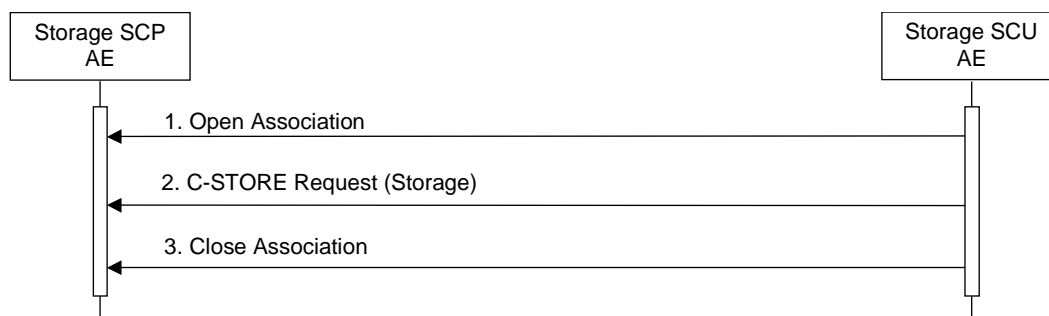 Storage SCP
AE
Storage SCU
AE
1. Open Association
2. C-STORE Request (Storage)
3. Close Association